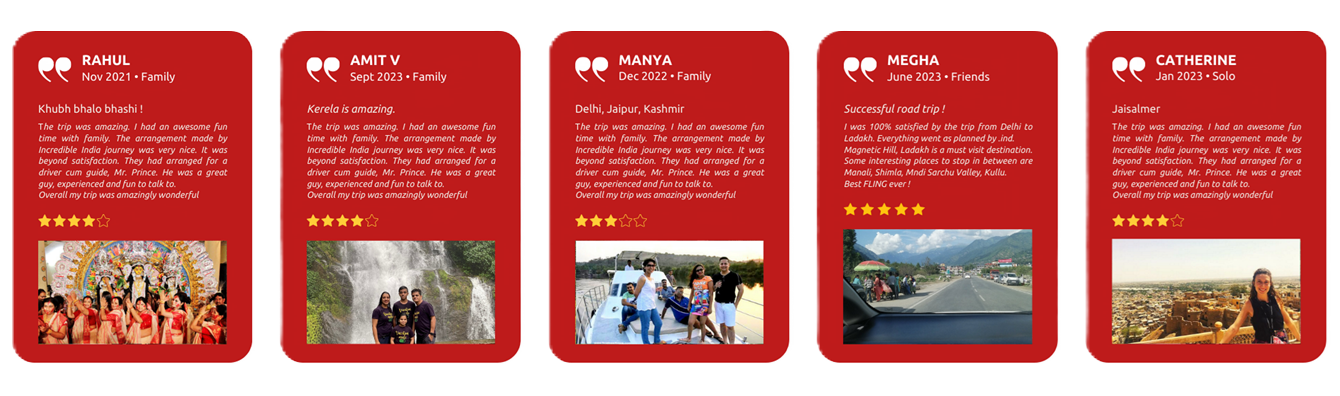 RAHUL
Nov 2021 • Family
Khubh bhalo bhashi !
The trip was amazing. I had an awesome fun
time with family. The arrangement made by
Incredible India journey was very nice. It was
beyond satisfaction. They had arranged for a
driver cum guide, Mr. Prince. He was a great
guy, experienced and fun to talk to.
Overall my trip was amazingly wonderful
AMIT V
Sept 2023 • Family
Kerela is amazing.
The trip was amazing. I had an awesome fun
time with family. The arrangement made by
Incredible India journey was very nice. It was
beyond satisfaction. They had arranged for a
driver cum guide, Mr. Prince. He was a great
guy, experienced and fun to talk to.
Overall my trip was amazingly wonderful
MANYA
Dec 2022 • Family
Delhi, Jaipur, Kashmir
The trip was amazing. I had an awesome fun
time with family. The arrangement made by
Incredible India journey was very nice. It was
beyond satisfaction. They had arranged for a
driver cum guide, Mr. Prince. He was a great
guy, experienced and fun to talk to.
Overall my trip was amazingly wonderful
MEGHA
June 2023 • Friends
Successful road trip !
I was 100% satisfied by the trip from Delhi to
Ladakh. Everything went as planned by .ind.
Magnetic Hill, Ladakh is a must visit destination.
Some interesting places to stop in between are
Manali, Shimla, Mndi Sarchu Valley, Kullu.
Best FLING ever !
CATHERINE
Jan 2023 • Solo
Jaisalmer
The trip was amazing. I had an awesome fun
time with family. The arrangement made by
Incredible India journey was very nice. It was
beyond satisfaction. They had arranged for a
driver cum guide, Mr. Prince. He was a great
guy, experienced and fun to talk to.
Overall my trip was amazingly wonderful